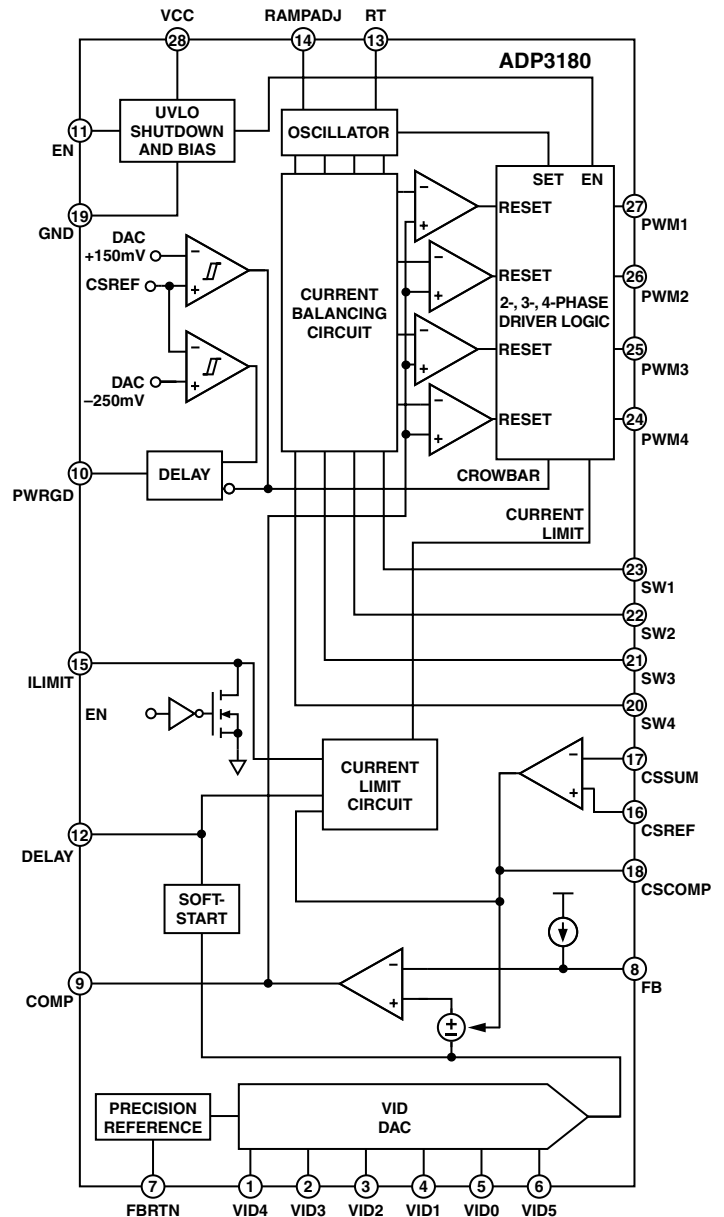 VCC
RAMPADJ
RT
28
14
13
ADP3180
UVLO
SHUTDOWN
AND BIAS
OSCILLATOR
11
EN
SET
EN
19
GND
RESET
27
PWM1
DAC
+150mV
CSREF
−
+
RESET
26
PWM2
CURRENT
BALANCING
CIRCUIT
2-, 3-, 4-PHASE
DRIVER LOGIC
DAC
−250mV
−
+
RESET
25
PWM3
RESET
24
PWM4
−
+
−
+
−
+
−
+
10
PWRGD
DELAY
CROWBAR
CURRENT
LIMIT
23
SW1
22
SW2
15
ILIMIT
21
SW3
EN
20
SW4
CURRENT
LIMIT
CIRCUIT
−
+
17
CSSUM
16
CSREF
12
DELAY
18
CSCOMP
SOFT-
START
9
COMP
−
+
8
FB
±
PRECISION
REFERENCE
VID
DAC
7
1
2
3
4
5
6
FBRTN
VID4
VID3
VID2
VID1
VID0
VID5